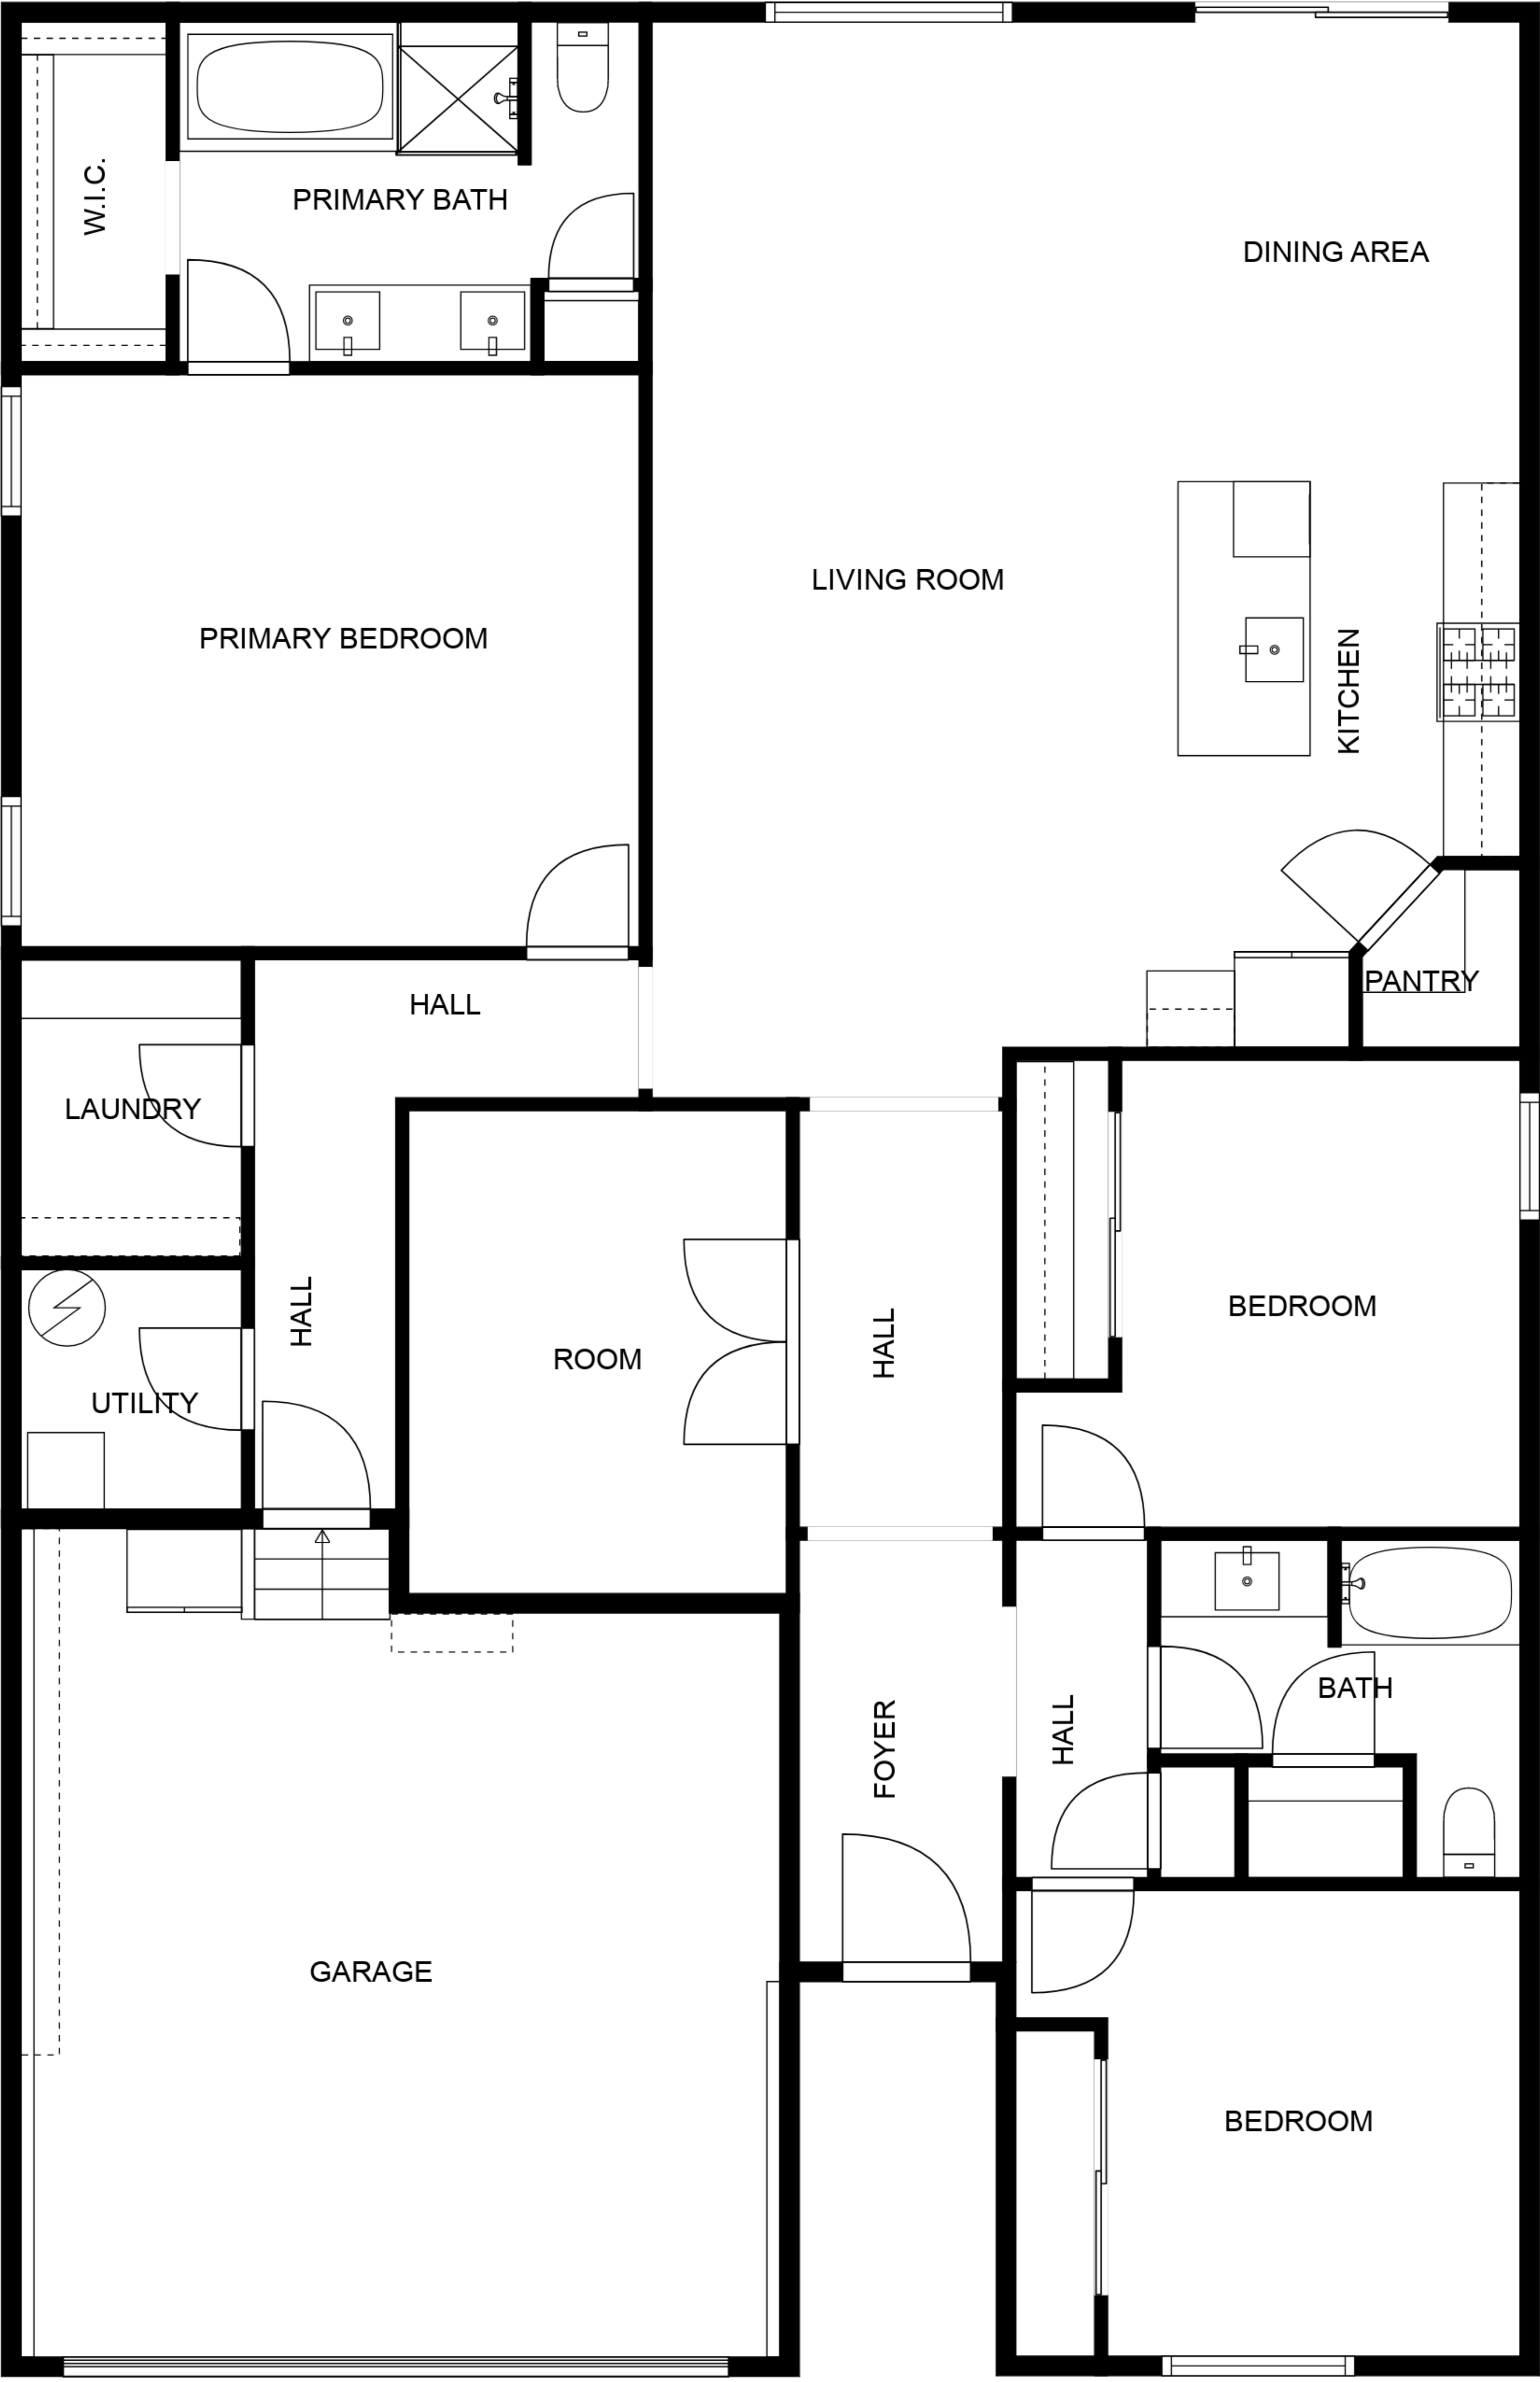 W.I.C.
PRIMARY BATH
DINING AREA
LIVING ROOM
PRIMARY BEDROOM
KITCHEN
PANTRY
HALL
LAUNDRY
HALL
UTILITY
ROOM
HALL
BEDROOM
BATH
HALL
FOYER
GARAGE
BEDROOM